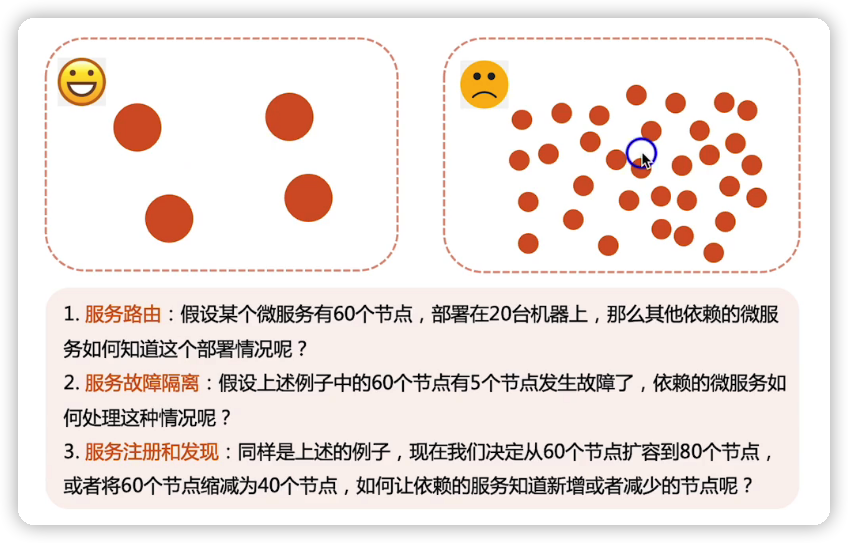 1. 服务路由：假设某个微服务有60个节点，部署在20台机器上，那么其他依赖的微服
务如何知道这个部署情况呢？
2. 服务故障隔离：假设上述例子中的60个节点有5个节点发生故障了，依赖的微服务如
何处理这种情况呢？
3. 服务注册和发现：同样是上述的例子，现在我们决定从60个节点扩容到80个节点，
或者将60个节点缩减为40个节点，如何让依赖的服务知道新增或者减少的节点呢？